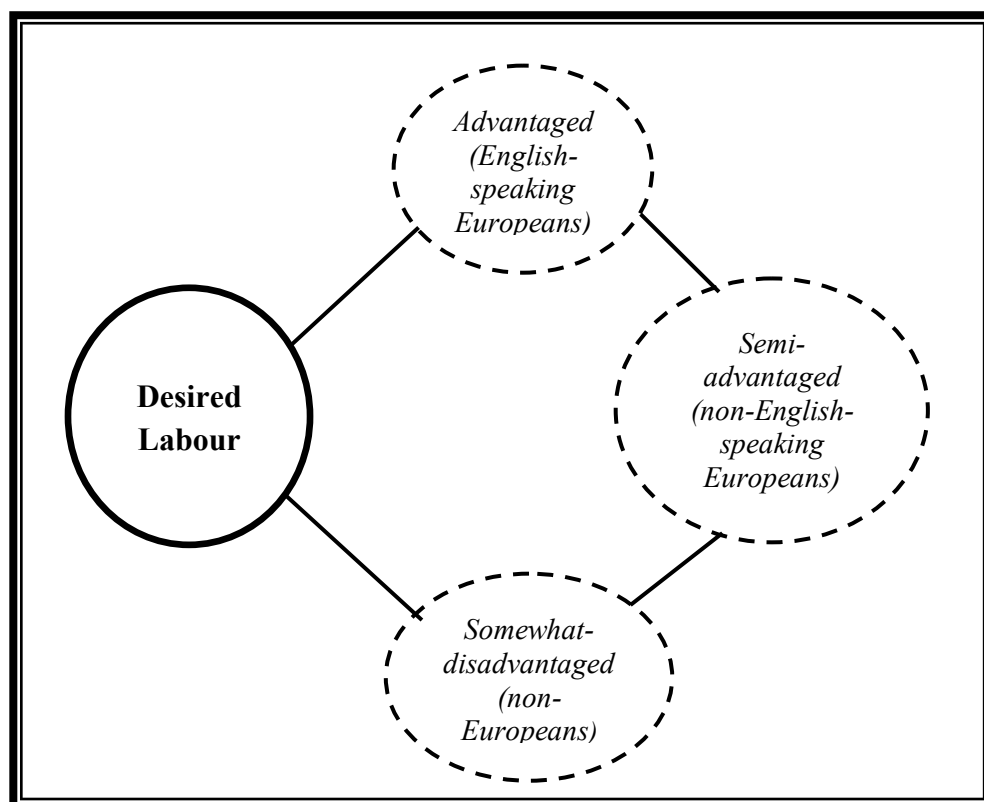 Advantaged
(English-
speaking
Europeans)
Desired
Labour
Semi-
advantaged
(non-English-
speaking
Europeans)
Somewhat-
disadvantaged
(non-
Europeans)